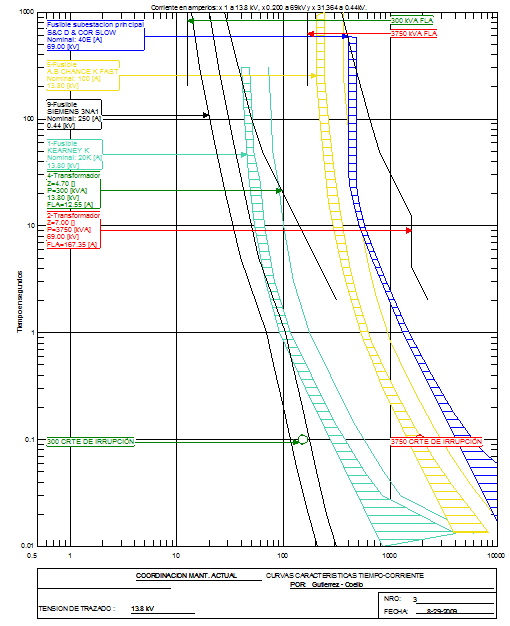 Corriente en amperios: x 1 a 13.8 kV, x 0.200 a 69kV y x 31.364 a 0.44kV.
1000
Fusible subestacion principal
S&C D & COR SLOW
Nominal: 40E [A]
69.00 [kV]
300 kVA FLA
3750 kVA FLA
A.B CHANCE K FAST
Nominal: 100 [A]
13.80 [kV]
9-Fusible
SIEMENS 3NA1
Nominal: 250 [A]
0.44 [kV]
100
1-Fusible
KEARNEY K
Nominal: 20K [A]
13.80 [kV]
4-Transformador
Z=4.70 []
P=300 [kVA]
13.80 [kV]
FLA=12.55 [A]
2-Transformador
Z=7.00 []
P=3750 [kVA]
69.00 [kV]
FLA=167.35 [A]
10
Tiempo en segundos
1
0.1
300 CRTE DE IRRUPCIÓN
3750 CRTE DE IRRUPCIÓN
0.01
0.5 1 10 100 1000 10000
COORDINACION MANT. ACTUAL CURVAS CARACTERISTICAS TIEMPO-CORRIENTE
POR: Gutierrez - Coello
TENSION DE TRAZADO : 13.8 kV
NRO: 3
FECHA: 8-29-2009